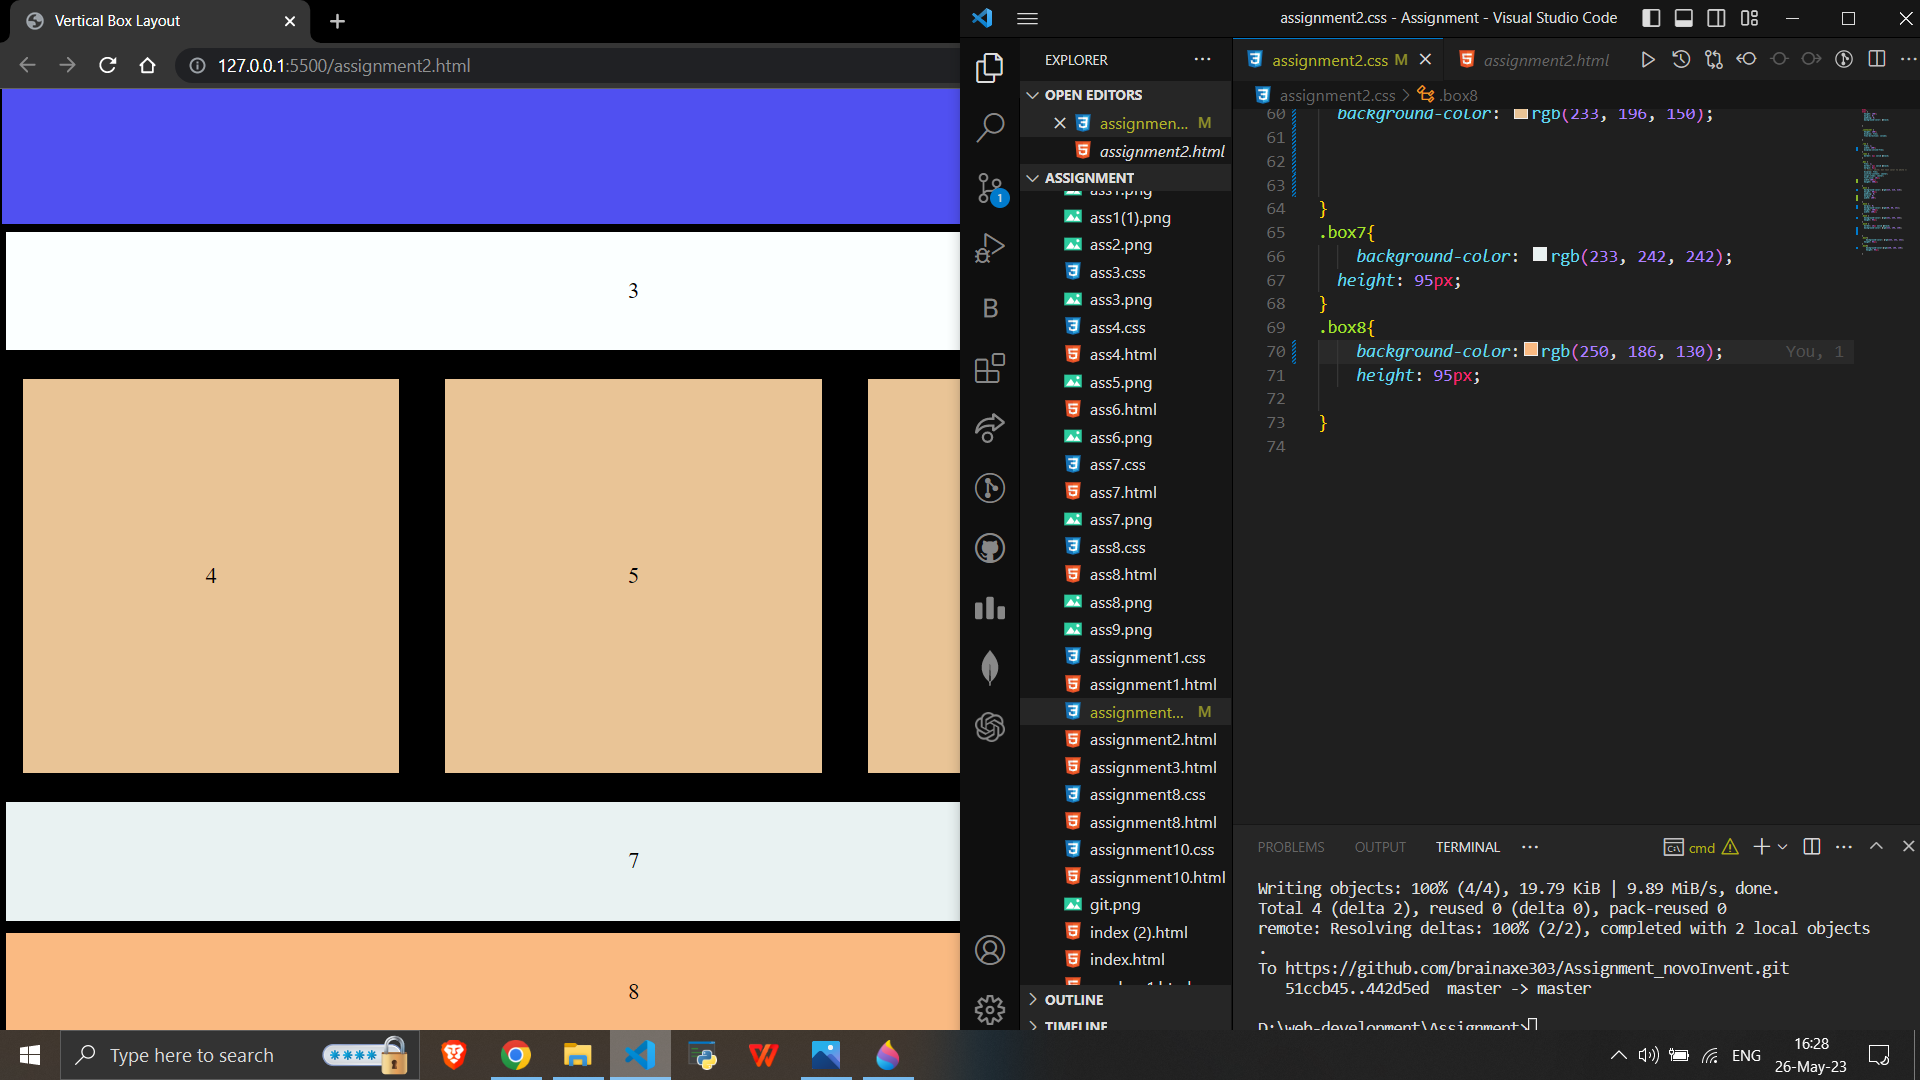 Vertical Box Layout
127.0.0.1:5500/assignment2.html
3
4
5
7
8
assignment2.css - Assignment - Visual Studio Code
EXPLORER
OPEN EDITORS
assignmen... M
assignment2.html
ASSIGNMENT
ass1.png
ass1(1).png
ass2.png
ass3.css
ass3.png
ass4.css
ass4.html
ass5.png
ass6.html
ass6.png
ass7.css
ass7.html
ass7.png
ass8.css
ass8.html
ass8.png
ass9.png
assignment1.css
assignment1.html
assignment... M
assignment2.html
assignment3.html
assignment8.css
assignment8.html
assignment10.css
assignment10.html
git.png
index (2).html
index.html
OUTLINE
TIMELINE
1
B
assignment2.css M
assignment2.html
assignment2.css > .box8
60 background-color: rgb(233, 196, 150);
61
62
63
64 }
65 .box7{
66 background-color: rgb(233, 242, 242);
67 height: 95px;
68 }
69 .box8{
70 background-color: rgb(250, 186, 130); You, 1
71 height: 95px;
72
73 }
74
PROBLEMS OUTPUT TERMINAL ... cmd
Writing objects: 100% (4/4), 19.79 KiB | 9.89 MiB/s, done.
Total 4 (delta 2), reused 0 (delta 0), pack-reused 0
remote: Resolving deltas: 100% (2/2), completed with 2 local objects
.
To https://github.com/brainaxe303/Assignment_novoInvent.git
51ccb45..442d5ed master -> master
D:\web-development\Assignment>
Type here to search
****
ENG
16:28
26-May-23